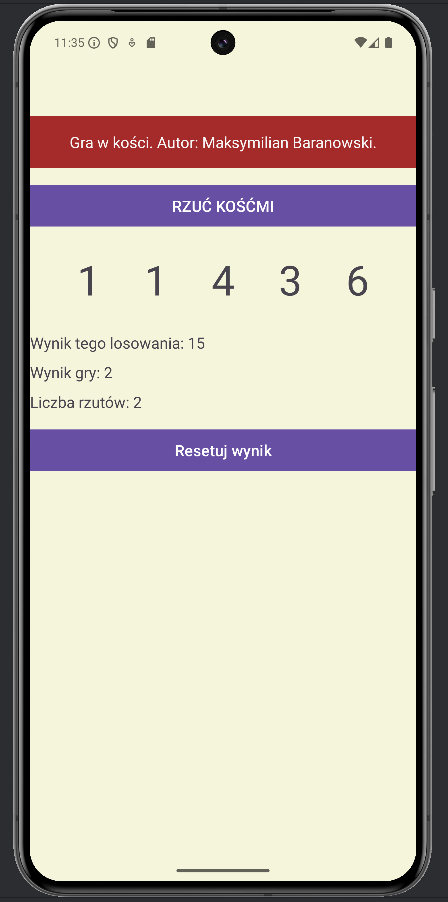 11:35
Gra w kości. Autor: Maksymilian Baranowski.
RZUĆ KOŚĆMI
1 1 4 3 6
Wynik tego losowania: 15
Wynik gry: 2
Liczba rzutów: 2
Resetuj wynik